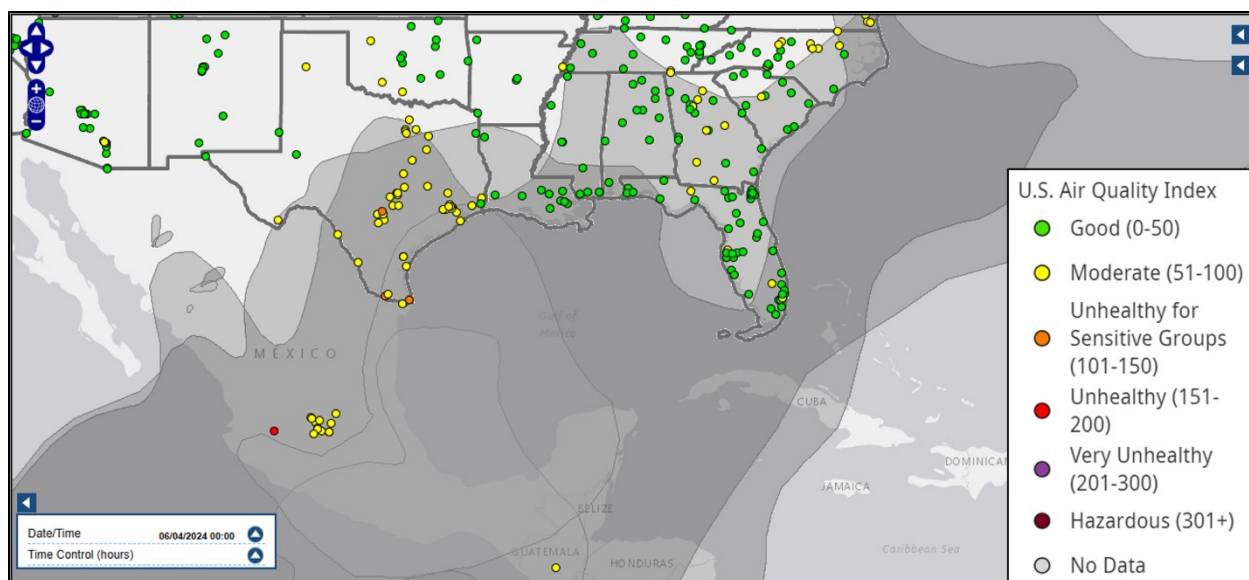 +
−
U.S. Air Quality Index
Good (0-50)
Moderate (51-100)
Unhealthy for
Sensitive Groups
(101-150)
Unhealthy (151-
200)
Very Unhealthy
(201-300)
Hazardous (301+)
No Data
Gulf of
Mexico
MÉXICO
CUBA
DOMINICAN
JAMAICA
BELIZE
GUATEMALA
HONDURAS
Caribbean Sea
Date/Time 06/04/2024 00:00
Time Control (hours)